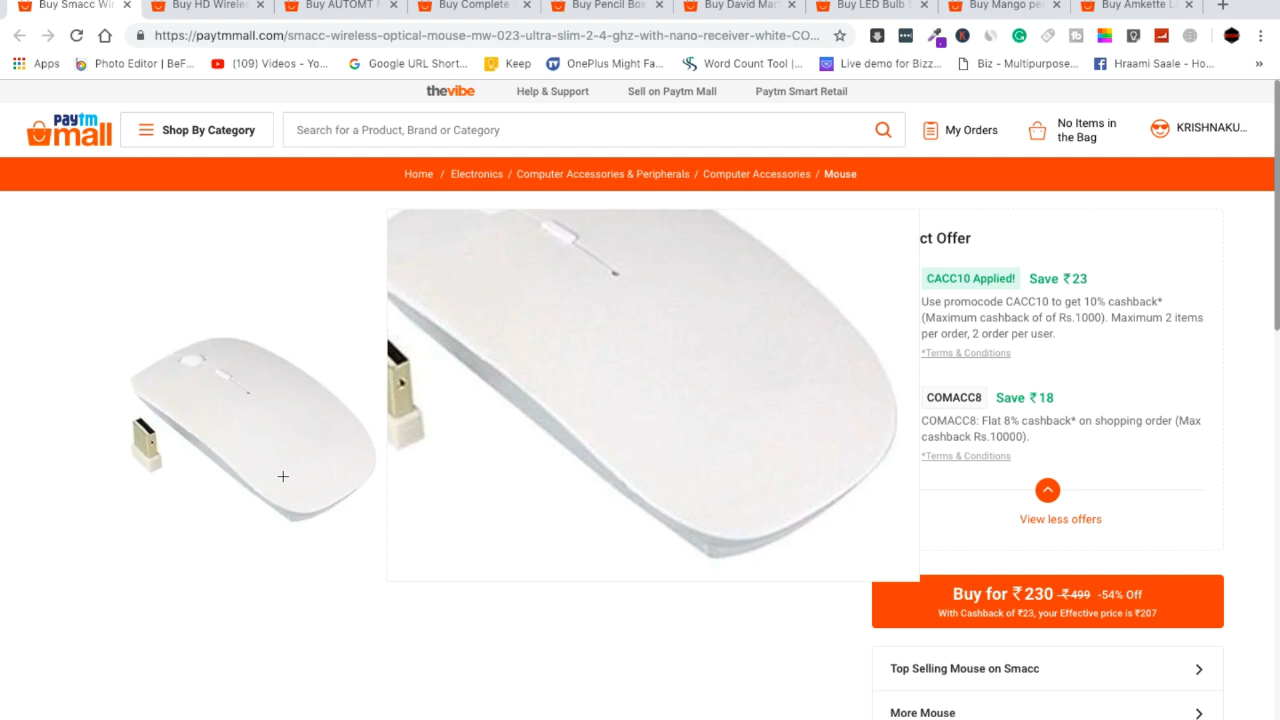 Buy Smacc Wir
Buy HD Wireles
Buy AUTOMT
Buy Complete
Buy Pencil Box
Buy David Mar
Buy LED Bulb
Buy Mango pe
Buy Amkette
https://paytmmall.com/smacc-wireless-optical-mouse-mw-023-ultra-slim-2-4-ghz-with-nano-receiver-white-CO...
Apps
Photo Editor | BeF...
(109) Videos - Yo...
Google URL Short...
Keep
OnePlus Might Fa...
Word Count Tool |...
Live demo for Bizz...
Biz - Multipurpose...
Hraami Saale - Ho...
»
thevibe
Help & Support
Sell on Paytm Mall
Paytm Smart Retail
paytm
mall
Shop By Category
Search for a Product, Brand or Category
My Orders
No Items in
the Bag
KRISHNAKU...
Home / Electronics / Computer Accessories & Peripherals / Computer Accessories / Mouse
ct Offer
CACC10 Applied! Save ₹23
Use promocode CACC10 to get 10% cashback*
(Maximum cashback of of Rs.1000). Maximum 2 items
per order, 2 order per user.
*Terms & Conditions
COMACC8 Save ₹18
COMACC8: Flat 8% cashback* on shopping order (Max
cashback Rs.10000).
*Terms & Conditions
View less offers
Buy for ₹230 ₹499 -54% Off
With Cashback of ₹23, your Effective price is ₹207
Top Selling Mouse on Smacc
More Mouse